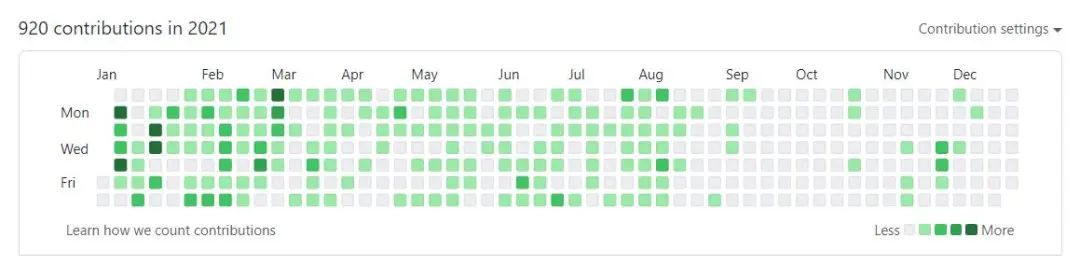 920 contributions in 2021
Contribution settings
Jan Feb Mar Apr May Jun Jul Aug Sep Oct Nov Dec
Mon
Wed
Fri
Learn how we count contributions
Less More